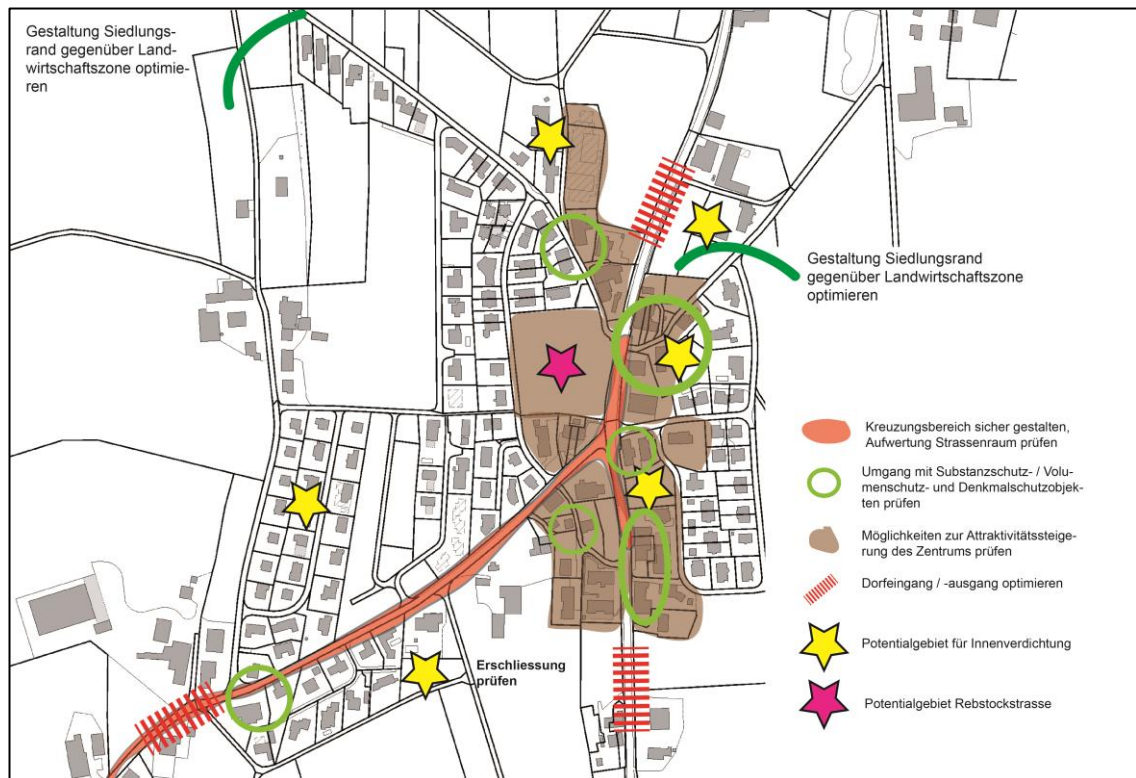 Gestaltung Siedlungs-
rand gegenüber Land-
wirtschaftszone optimie-
ren
Gestaltung Siedlungsrand
gegenüber Landwirtschaftszone
optimieren
Kreuzungsbereich sicher gestalten,
Aufwertung Strassenraum prüfen
Umgang mit Substanzschutz- / Volu-
menschutz- und Denkmalschutzobjek-
ten prüfen
Möglichkeiten zur Attraktivitätssteige-
rung des Zentrums prüfen
Dorfeingang / -ausgang optimieren
Potentialgebiet für Innenverdichtung
Erschliessung
prüfen
Potentialgebiet Rebstockstrasse